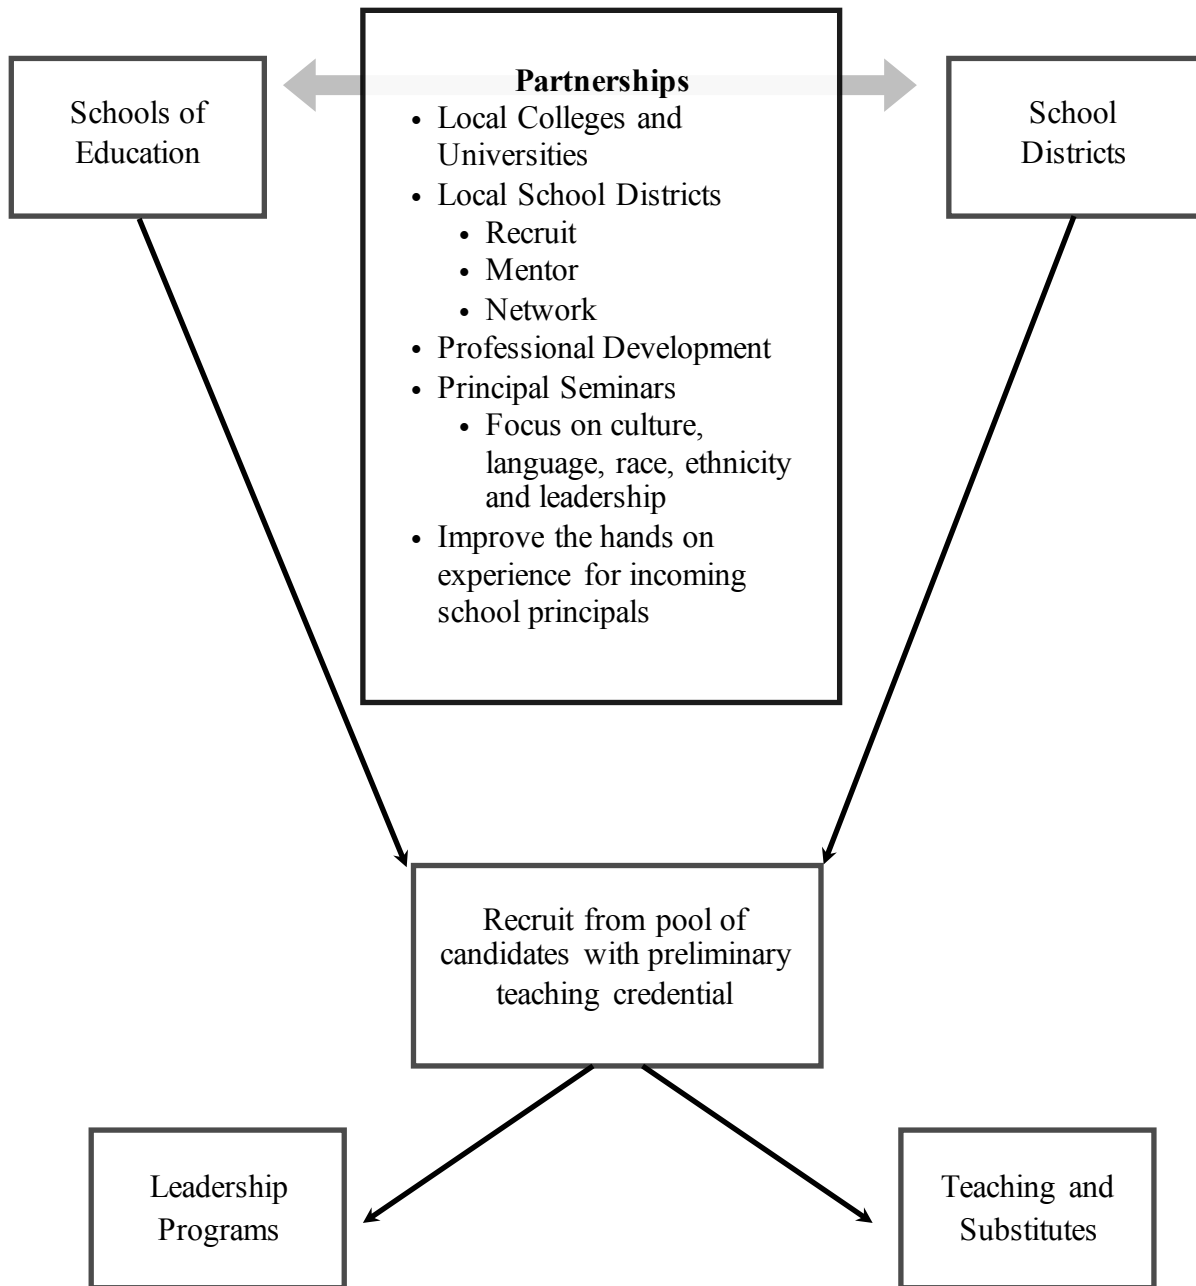 Schools of
Education
Partnerships
• Local Colleges and
Universities
• Local School Districts
• Recruit
• Mentor
• Network
• Professional Development
• Principal Seminars
• Focus on culture,
language, race, ethnicity
and leadership
• Improve the hands on
experience for incoming
school principals
School
Districts
Recruit from pool of
candidates with preliminary
teaching credential
Leadership
Programs
Teaching and
Substitutes